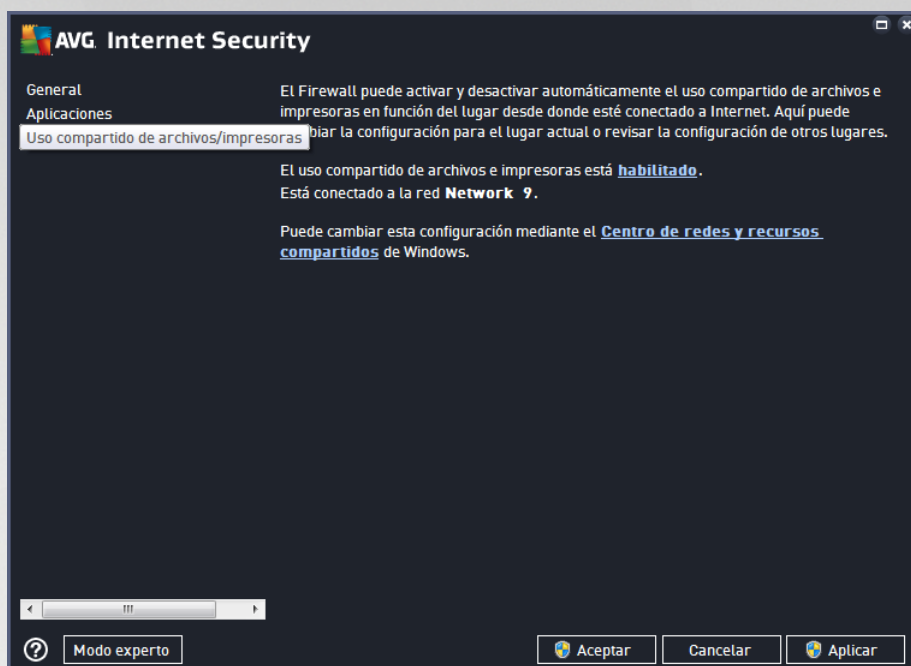 AVG. Internet Security
General
Aplicaciones
Uso compartido de archivos/impresoras
El Firewall puede activar y desactivar automáticamente el uso compartido de archivos e
impresoras en función del lugar desde donde esté conectado a Internet. Aquí puede
biar la configuración para el lugar actual o revisar la configuración de otros lugares.
El uso compartido de archivos e impresoras está habilitado.
Está conectado a la red Network 9.
Puede cambiar esta configuración mediante el Centro de redes y recursos
compartidos de Windows.
? Modo experto
Aceptar
Cancelar
Aplicar